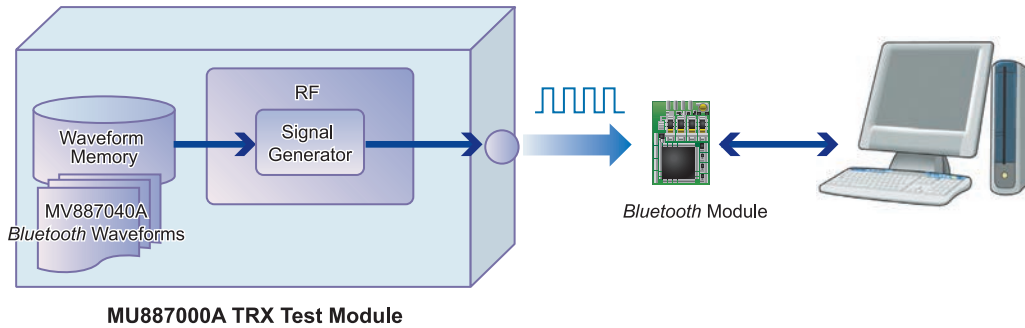 RF
Waveform
Memory
Signal
Generator
MV887040A
Bluetooth Waveforms
Bluetooth Module
MU887000A TRX Test Module